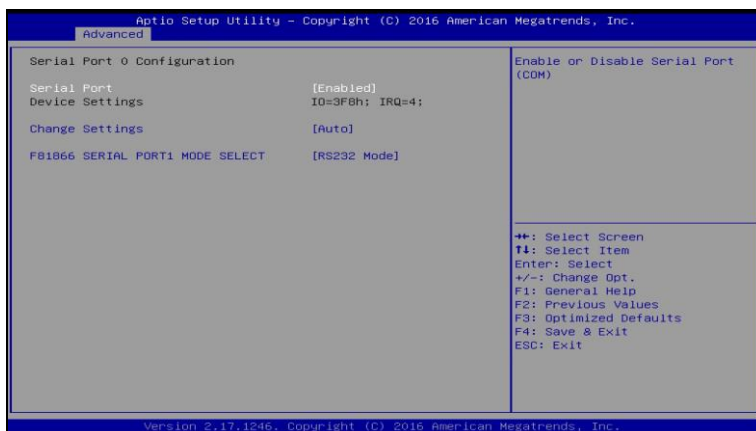 Aptio Setup Utility – Copyright (C) 2016 American Megatrends, Inc.
Advanced
Serial Port 0 Configuration
Serial Port [Enabled]
Device Settings IO=3F8h; IRQ=4;
Change Settings [Auto]
F81866 SERIAL PORT1 MODE SELECT [RS232 Mode]
Enable or Disable Serial Port
(COM)
→←: Select Screen
↑↓: Select Item
Enter: Select
+/-: Change Opt.
F1: General Help
F2: Previous Values
F3: Optimized Defaults
F4: Save & Exit
ESC: Exit
Version 2.17.1246. Copyright (C) 2016 American Megatrends, Inc.